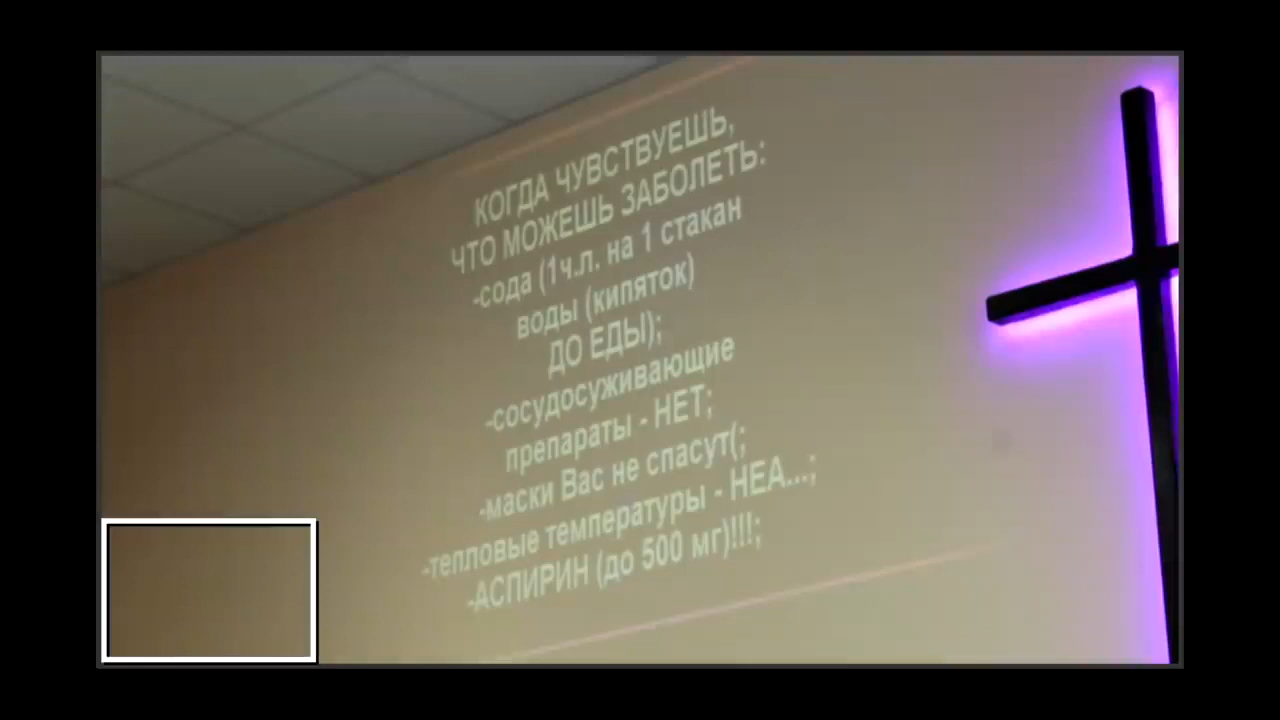 КОГДА ЧУВСТВУЕШЬ,
ЧТО МОЖЕШЬ ЗАБОЛЕТЬ:
-сода (1ч.л. на 1 стакан
воды (кипяток)
ДО ЕДЫ);
-сосудосуживающие
препараты - НЕТ;
-маски Вас не спасут(;
-тепловые температуры - НЕА...;
-АСПИРИН (до 500 мг)!!!;